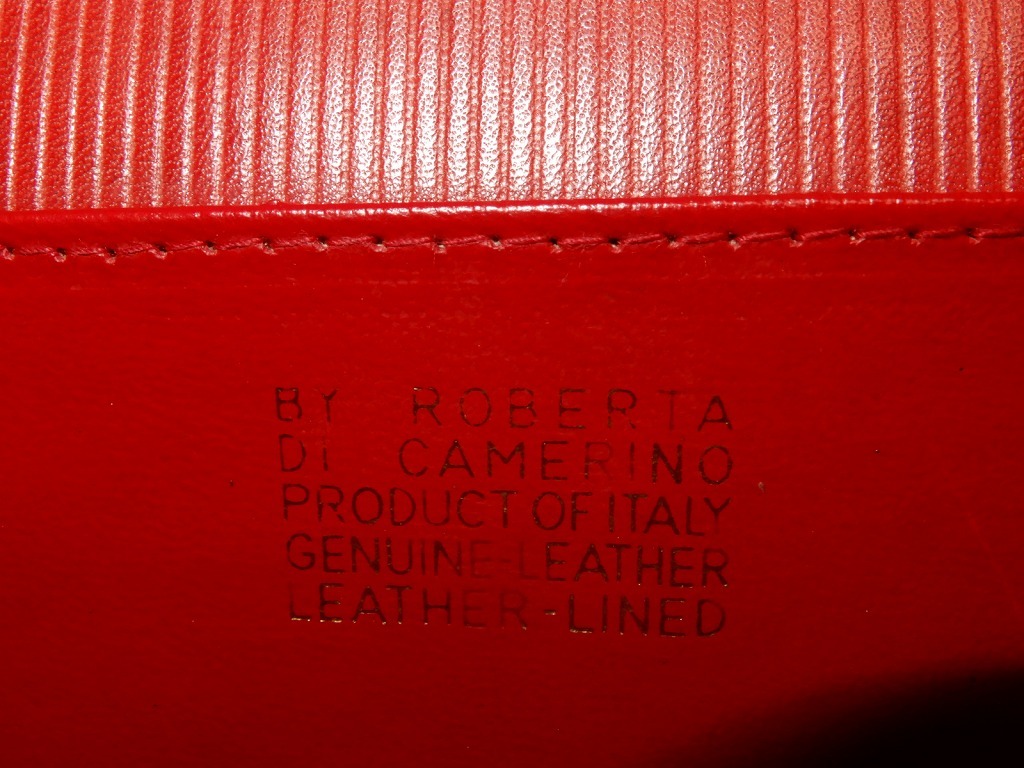 BY ROBERTA
DI CAMERINO
PRODUCT OF ITALY
GENUINE-LEATHER
LEATHER-LINED